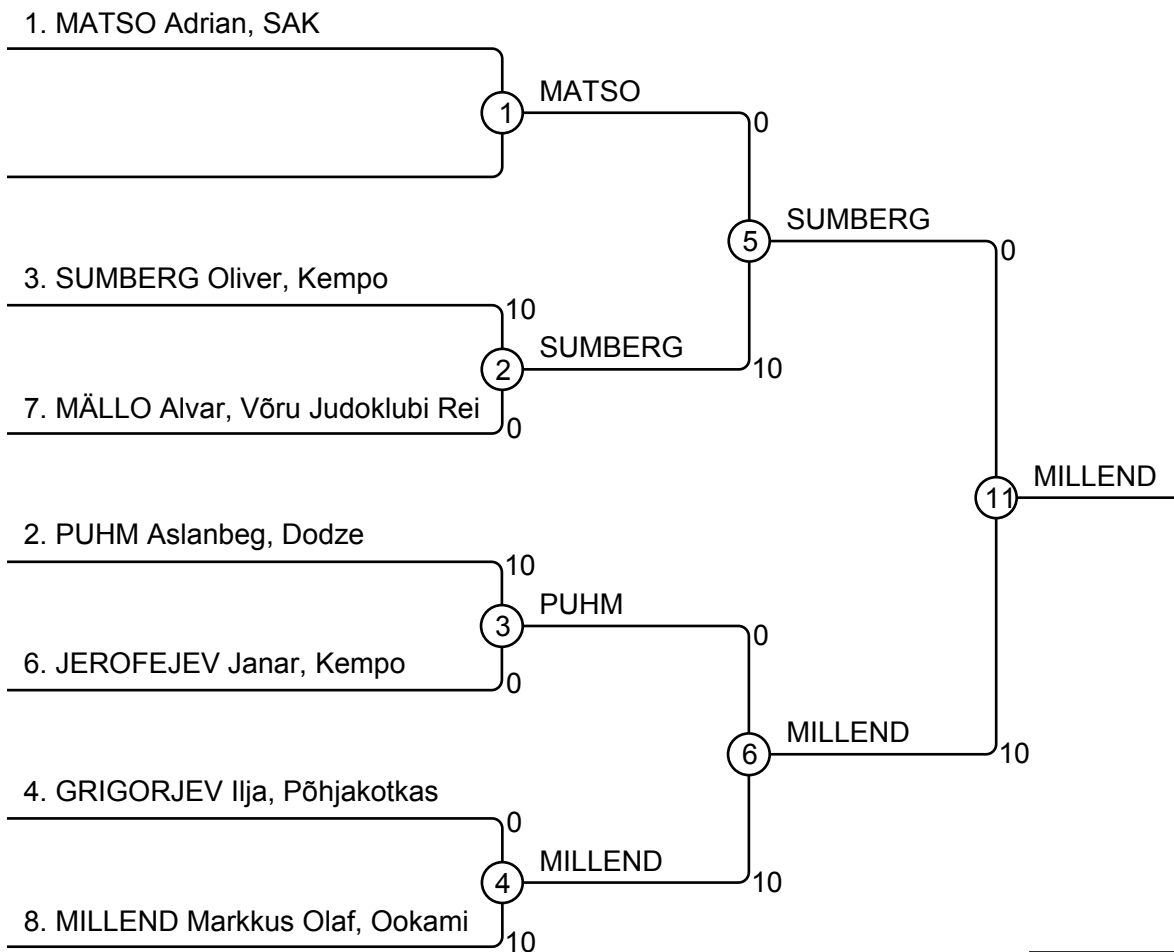 1. MATSO Adrian, SAK
1 MATSO
0
5 SUMBERG
0
3. SUMBERG Oliver, Kempo
10
2 SUMBERG
10
7. MÄLLO Alvar, Võru Judoklubi Rei
0
11 MILLEND
2. PUHM Aslanbeg, Dodze
10
3 PUHM
0
6. JEROFEJEV Janar, Kempo
0
6 MILLEND
10
4. GRIGORJEV Ilja, Põhjakotkas
0
4 MILLEND
10
8. MILLEND Markkus Olaf, Ookami
10